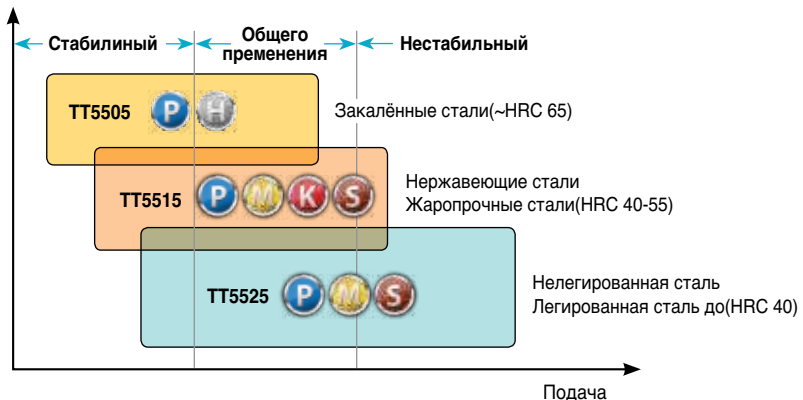 Стабилиный
Общего
пременения
Нестабильный
TT5505 P H
Закалённые стали(~HRC 65)
TT5515 P M K S
Нержавеющие стали
Жаропрочные стали(HRC 40-55)
TT5525 P M S
Нелегированная сталь
Легированная сталь до(HRC 40)
Подача